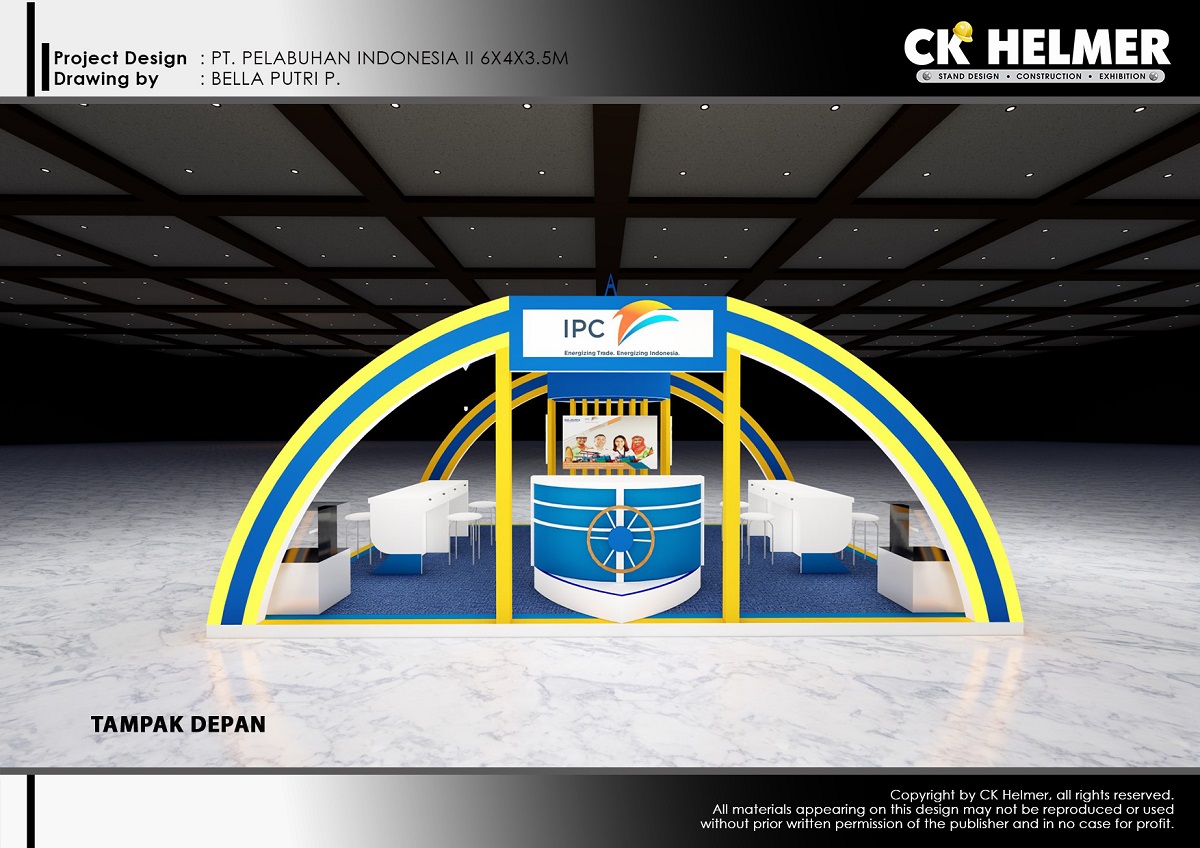 Project Design : PT. PELABUHAN INDONESIA II 6X4X3.5M
Drawing by : BELLA PUTRI P.
CK HELMER
STAND DESIGN • CONSTRUCTION • EXHIBITION
IPC
Energizing Trade. Energizing Indonesia.
TAMPAK DEPAN
Copyright by CK Helmer, all rights reserved.
All materials appearing on this design may not be reproduced or used
without prior written permission of the publisher and in no case for profit.